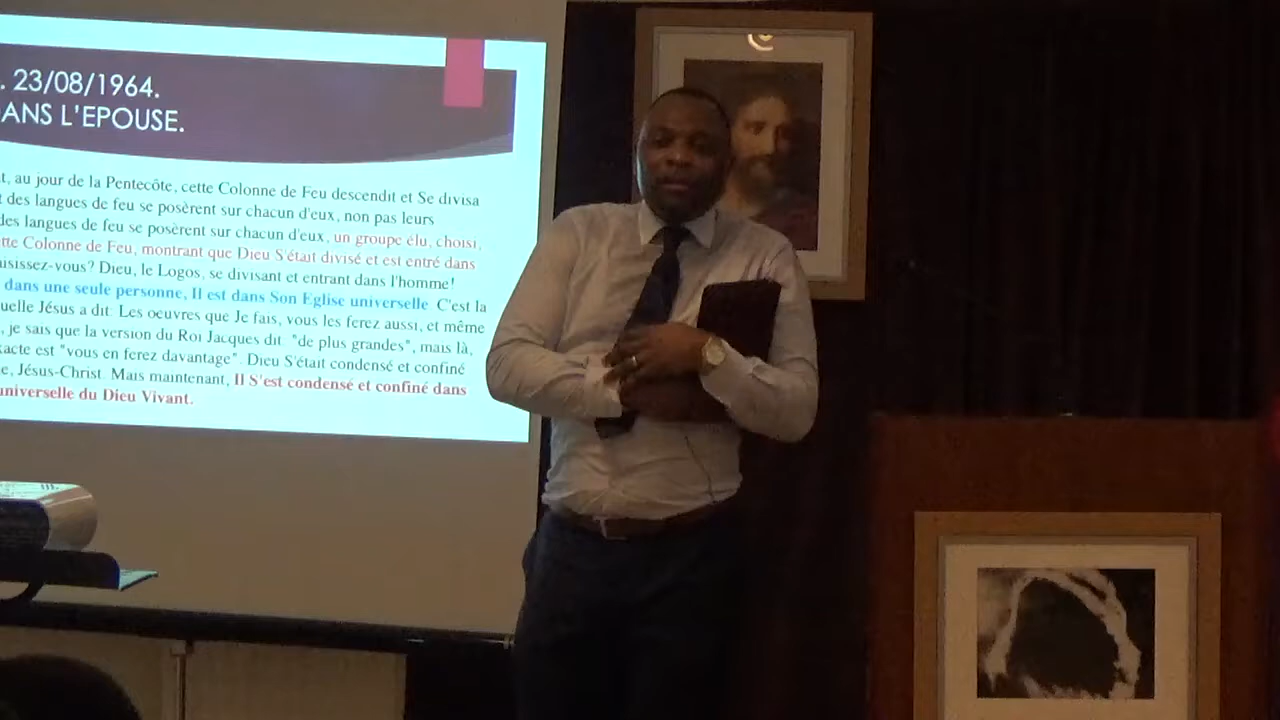 . 23/08/1964.
DANS L'EPOUSE.
t, au jour de la Pentecôte, cette Colonne de Feu descendit et Se divisa
t des langues de feu se posèrent sur chacun d'eux, non pas leurs
des langues de feu se posèrent sur chacun d'eux, un groupe élu, choisi,
tte Colonne de Feu, montrant que Dieu S'était divisé et est entré dans
isissez-vous? Dieu, le Logos, se divisant et entrant dans l'homme!
dans une seule personne, Il est dans Son Eglise universelle. C'est la
uelle Jésus a dit: Les oeuvres que Je fais, vous les ferez aussi, et même
, je sais que la version du Roi Jacques dit: "de plus grandes", mais là,
xacte est "vous en ferez davantage". Dieu S'était condensé et confiné
e, Jésus-Christ. Mais maintenant, Il S'est condensé et confiné dans
universelle du Dieu Vivant.